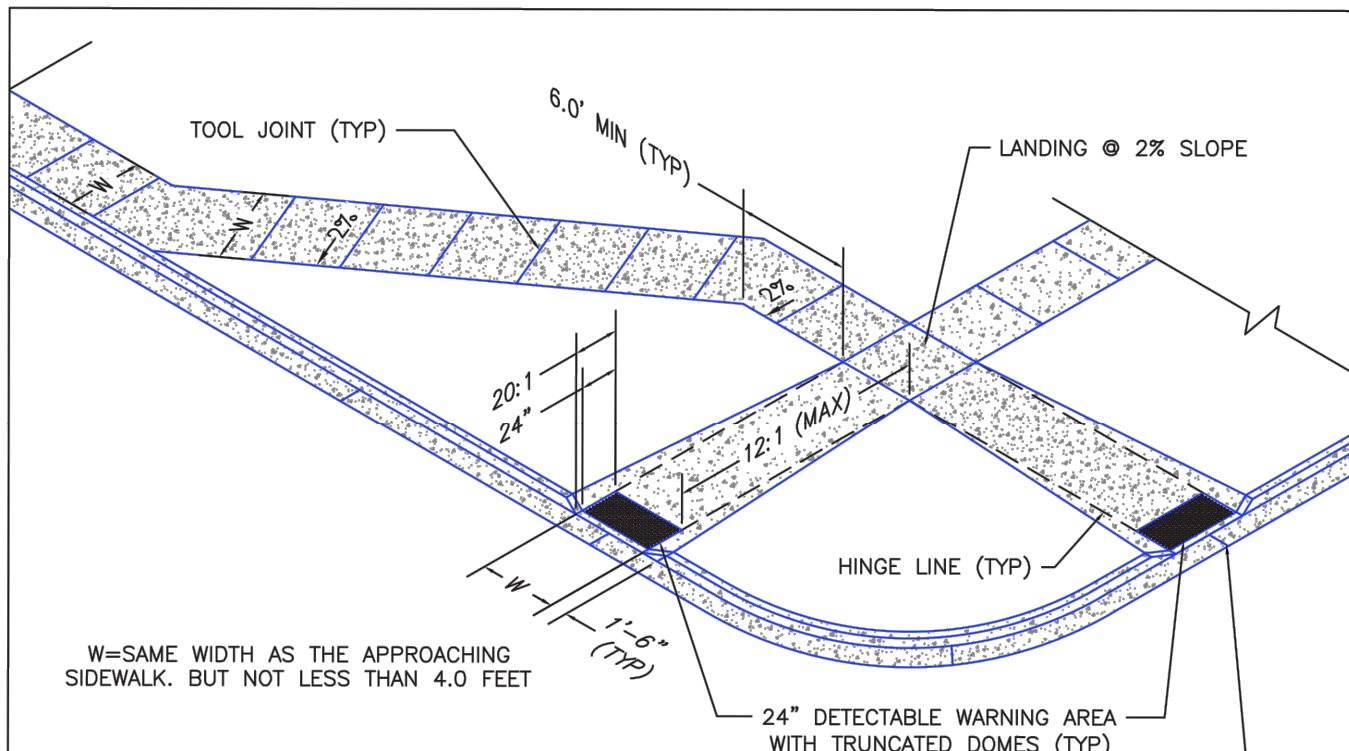 6.0' MIN (TYP)
TOOL JOINT (TYP)
LANDING @ 2% SLOPE
W
W
2%
2%
20:1
24"
12:1 (MAX)
HINGE LINE (TYP)
W
1'-6"
(TYP)
W=SAME WIDTH AS THE APPROACHING
SIDEWALK. BUT NOT LESS THAN 4.0 FEET
24" DETECTABLE WARNING AREA
WITH TRUNCATED DOMES (TYP)